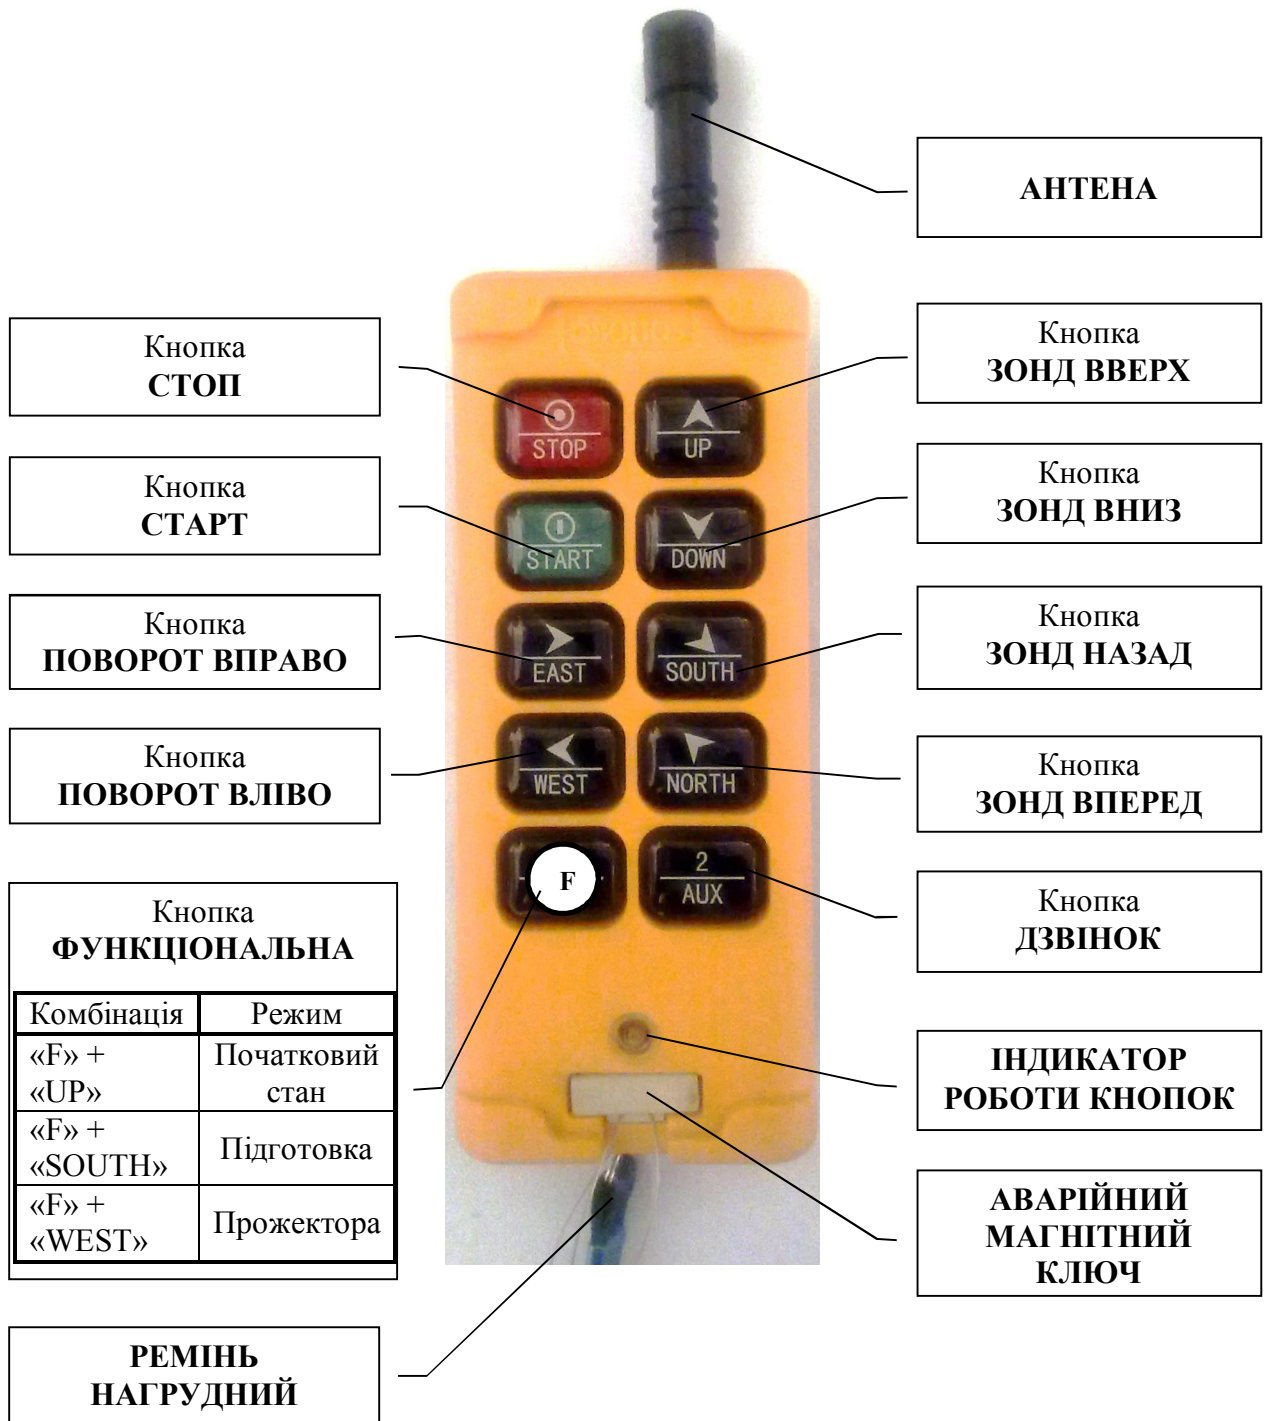 АНТЕНА
Кнопка
СТОП
Кнопка
ЗОНД ВВЕРХ
STOP
UP
Кнопка
СТАРТ
Кнопка
ЗОНД ВНИЗ
START
DOWN
Кнопка
ПОВОРОТ ВПРАВО
Кнопка
ЗОНД НАЗАД
EAST
SOUTH
Кнопка
ПОВОРОТ ВЛІВО
Кнопка
ЗОНД ВПЕРЕД
WEST
NORTH
F
2
AUX
Кнопка
ДЗВІНОК
Кнопка
ФУНКЦІОНАЛЬНА
Комбінація Режим
«F» +
«UP»
Початковий
стан
«F» +
«SOUTH»
Підготовка
«F» +
«WEST»
Прожектора
ІНДИКАТОР
РОБОТИ КНОПОК
АВАРІЙНИЙ
МАГНІТНИЙ
КЛЮЧ
РЕМІНЬ
НАГРУДНИЙ